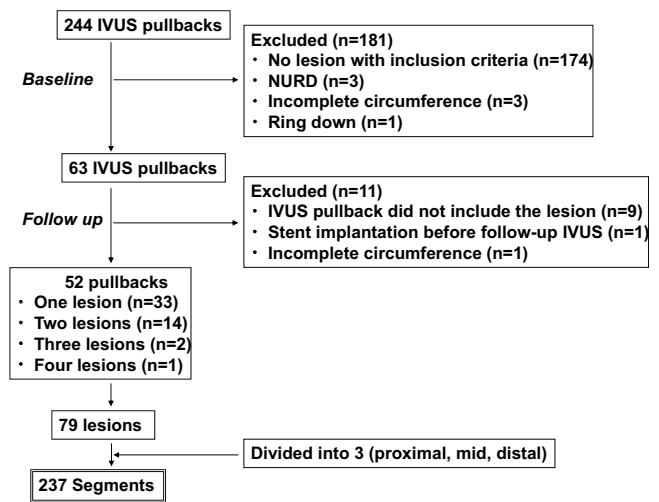 244 IVUS pullbacks
Baseline
Excluded (n=181)
・ No lesion with inclusion criteria (n=174)
・ NURD (n=3)
・ Incomplete circumference (n=3)
・ Ring down (n=1)
63 IVUS pullbacks
Follow up
Excluded (n=11)
・ IVUS pullback did not include the lesion (n=9)
・ Stent implantation before follow-up IVUS (n=1)
・ Incomplete circumference (n=1)
52 pullbacks
・ One lesion (n=33)
・ Two lesions (n=14)
・ Three lesions (n=2)
・ Four lesions (n=1)
79 lesions
Divided into 3 (proximal, mid, distal)
237 Segments